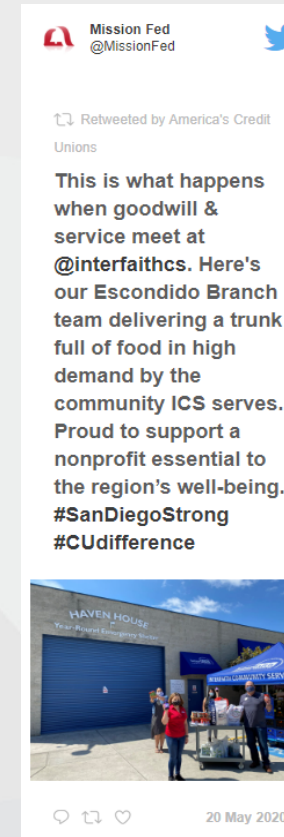 Mission Fed
@MissionFed
Retweeted by America's Credit
Unions
This is what happens
when goodwill &
service meet at
@interfaithcs. Here's
our Escondido Branch
team delivering a trunk
full of food in high
demand by the
community ICS serves.
Proud to support a
nonprofit essential to
the region’s well-being.
#SanDiegoStrong
#CUdifference
HAVEN HOUSE
Year-Round Emergency Shelter
INTERFAITH COMMUNITY SERV
20 May 2020